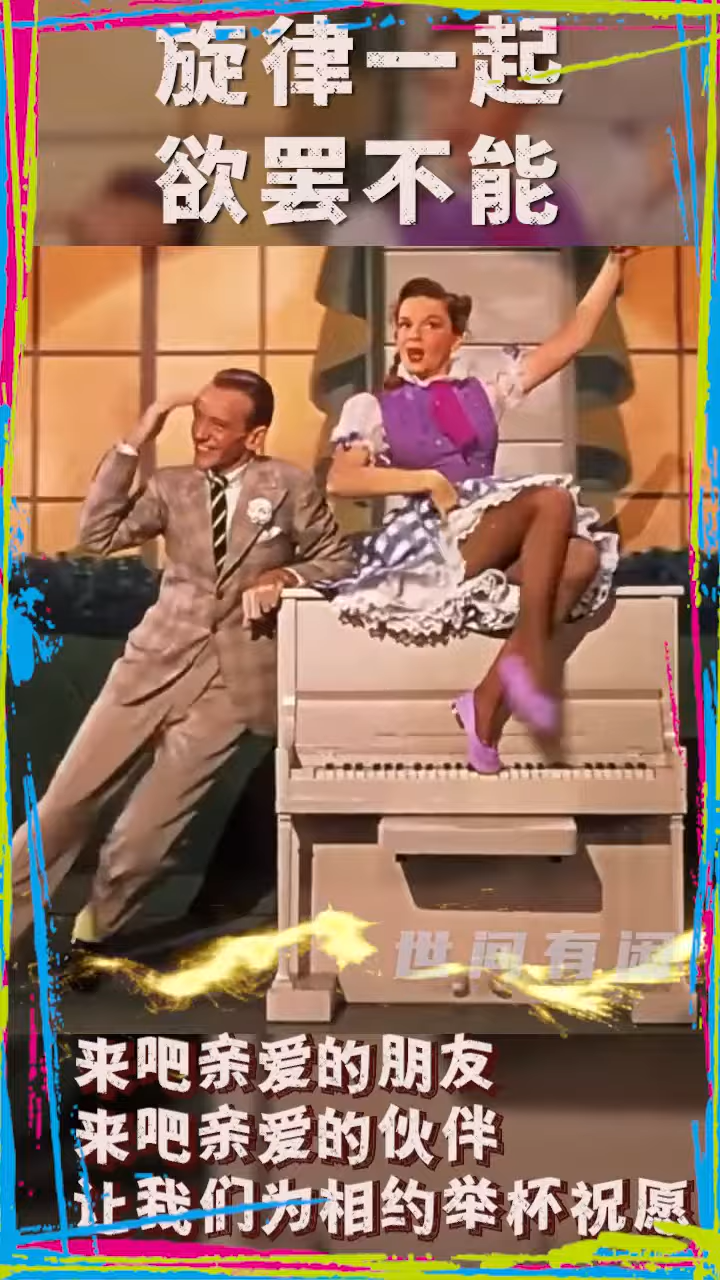 旋律一起
欲罢不能
世间有闲
来吧亲爱的朋友
来吧亲爱的伙伴
让我们为相约举杯祝愿